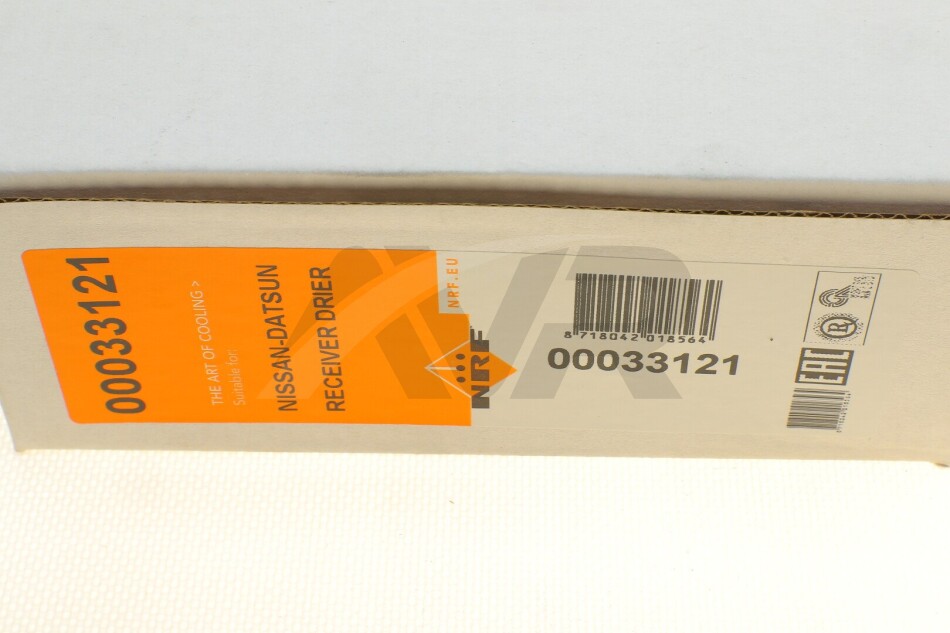 00033121
THE ART OF COOLING >
Suitable for:
NISSAN-DATSUN
RECEIVER DRIER
NRF.EU
NRF
8 718042 018564
00033121
EAC
R
AVR